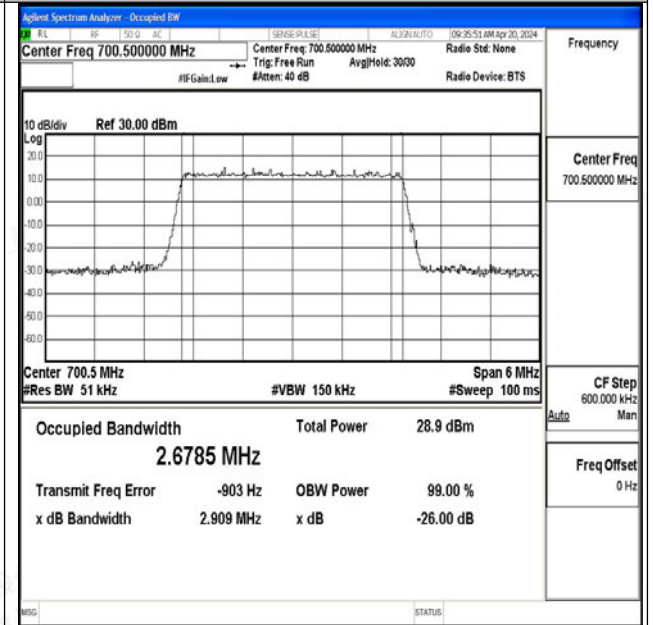 Agilent Spectrum Analyzer - Occupied BW
RL RF 50 Ω AC SENSE:PULSE ALIGN AUTO 09:35:51 AM Apr 20, 2024
Center Freq 700.500000 MHz
Center Freq: 700.500000 MHz
Radio Std: None
Trig: Free Run Avg|Hold: 30/30
#IFGain:Low #Atten: 40 dB Radio Device: BTS
Frequency
10 dB/div Ref 30.00 dBm
Log
20.0
10.0
0.00
-10.0
-20.0
-30.0
-40.0
-50.0
-60.0
Center 700.5 MHz Span 6 MHz
#Res BW 51 kHz #VBW 150 kHz #Sweep 100 ms
Occupied Bandwidth Total Power 28.9 dBm
2.6785 MHz
Transmit Freq Error -903 Hz OBW Power 99.00 %
x dB Bandwidth 2.909 MHz x dB -26.00 dB
Center Freq
700.500000 MHz
CF Step
600.000 kHz
Auto Man
Freq Offset
0 Hz
MSG STATUS